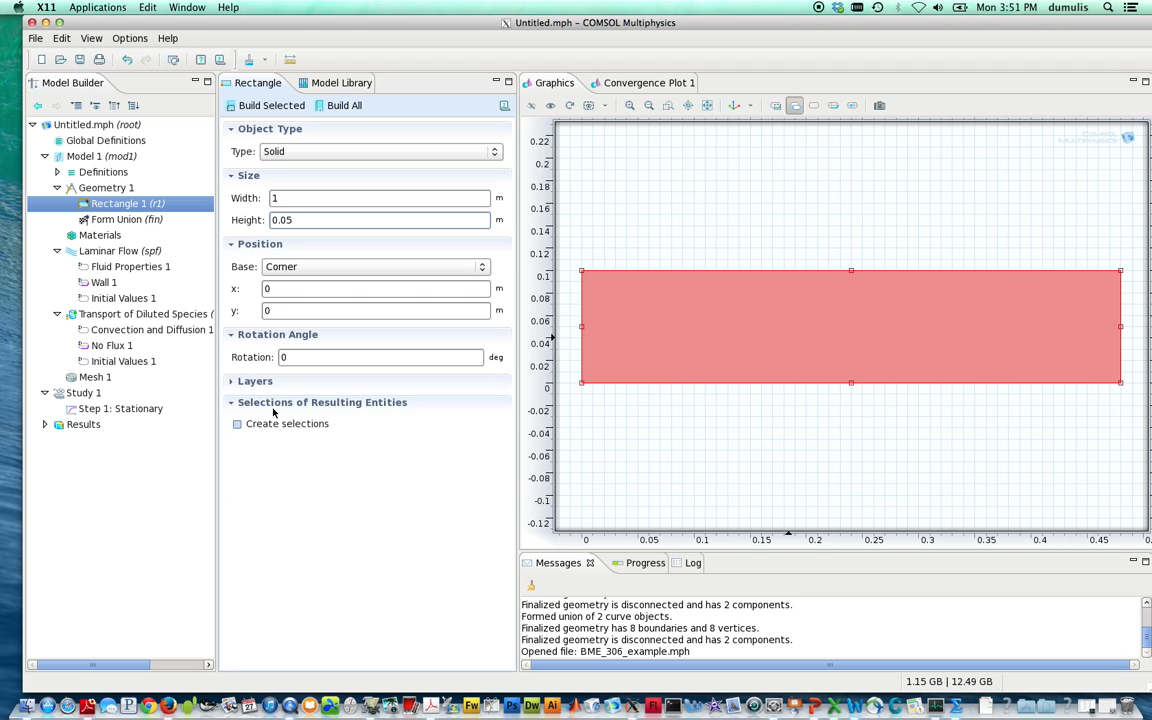 X11 Applications Edit Window Help Mon 3:51 PM dumulis
Untitled.mph – COMSOL Multiphysics
File Edit View Options Help
Model Builder
Untitled.mph (root)
Global Definitions
Model 1 (mod1)
Definitions
Geometry 1
Rectangle 1 (r1)
Form Union (fin)
Materials
Laminar Flow (spf)
Fluid Properties 1
Wall 1
Initial Values 1
Transport of Diluted Species (
Convection and Diffusion 1
No Flux 1
Initial Values 1
Mesh 1
Study 1
Step 1: Stationary
Results
Rectangle Model Library
Build Selected Build All
Object Type
Type: Solid
Size
Width: 1 m
Height: 0.05 m
Position
Base: Corner
x: 0 m
y: 0 m
Rotation Angle
Rotation: 0 deg
Layers
Selections of Resulting Entities
Create selections
Graphics Convergence Plot 1
COMSOL
MULTIPHYSICS
0.22
0.2
0.18
0.16
0.14
0.12
0.1
0.08
0.06
0.04
0.02
0
-0.02
-0.04
-0.06
-0.08
-0.1
-0.12
0 0.05 0.1 0.15 0.2 0.25 0.3 0.35 0.4 0.45
Messages Progress Log
Finalized geometry is disconnected and has 2 components.
Formed union of 2 curve objects.
Finalized geometry has 8 boundaries and 8 vertices.
Finalized geometry is disconnected and has 2 components.
Opened file: BME_306_example.mph
1.15 GB | 12.49 GB